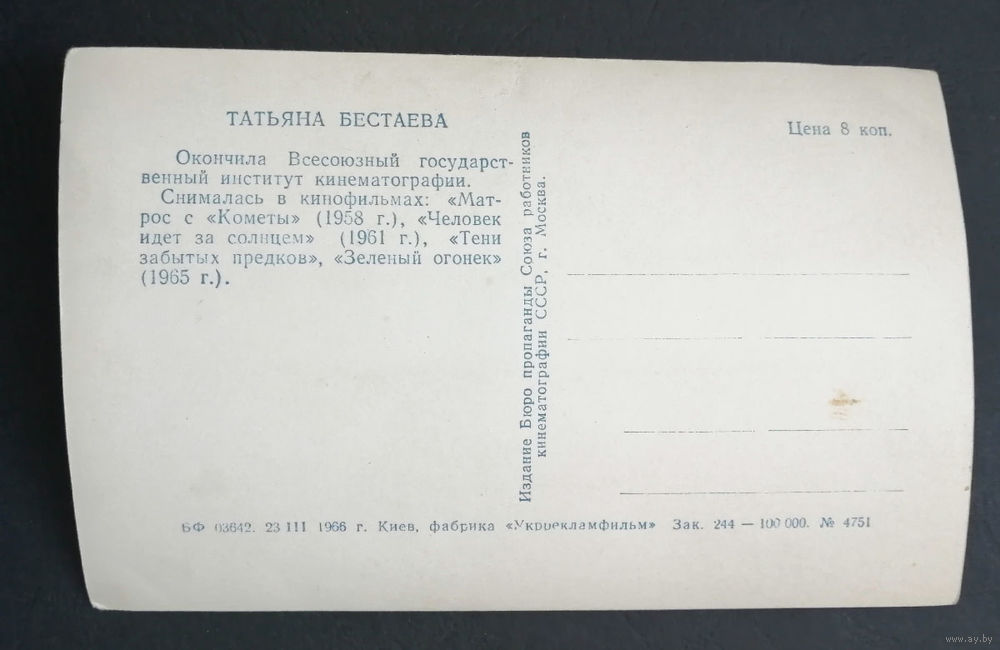 ТАТЬЯНА БЕСТАЕВА
Окончила Всесоюзный государст-
венный институт кинематографии.
Снималась в кинофильмах: «Мат-
рос с «Кометы» (1958 г.), «Человек
идет за солнцем» (1961 г.), «Тени
забытых предков», «Зеленый огонек»
(1965 г.).
Издание Бюро пропаганды Союза работников
кинематографии СССР, г. Москва.
Цена 8 коп.
БФ 03642. 23 III 1966 г. Киев, фабрика «Укррекламфильм» Зак. 244 — 100 000. № 4751
www.ay.by